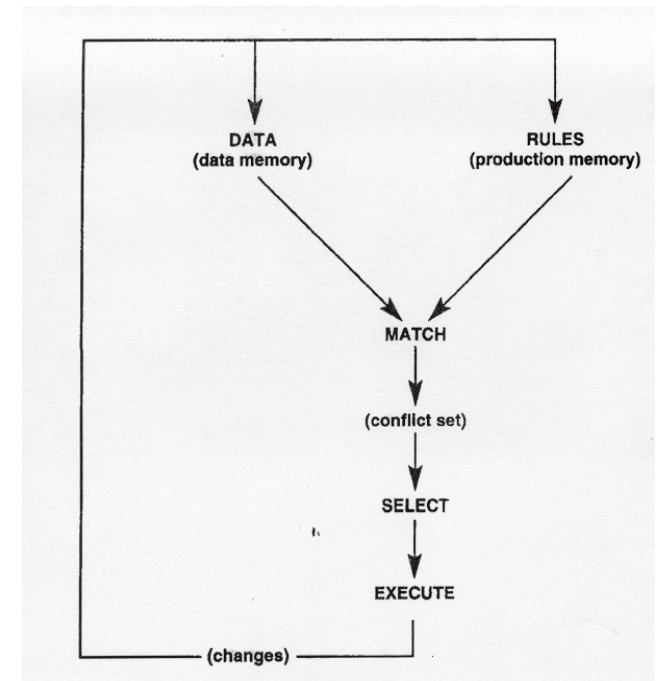 DATA
(data memory)
RULES
(production memory)
MATCH
(conflict set)
SELECT
EXECUTE
(changes)